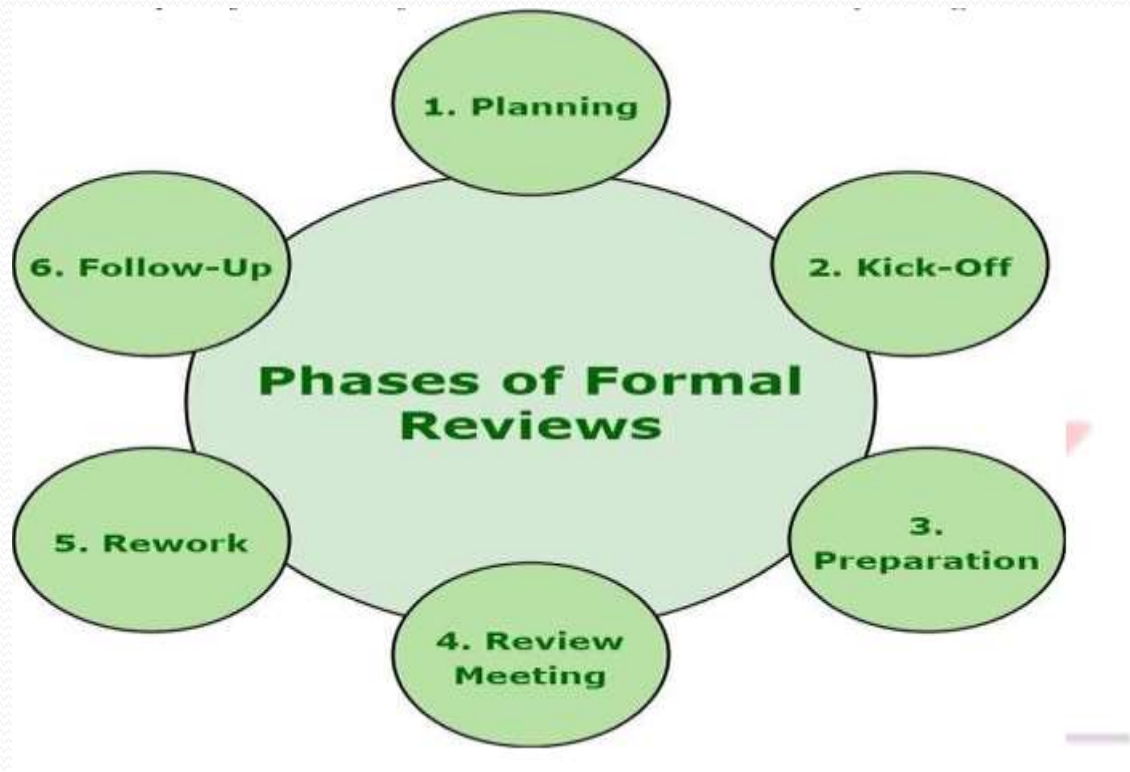 1. Planning
2. Kick-Off
3.
Preparation
4. Review
Meeting
5. Rework
6. Follow-Up
Phases of Formal
Reviews